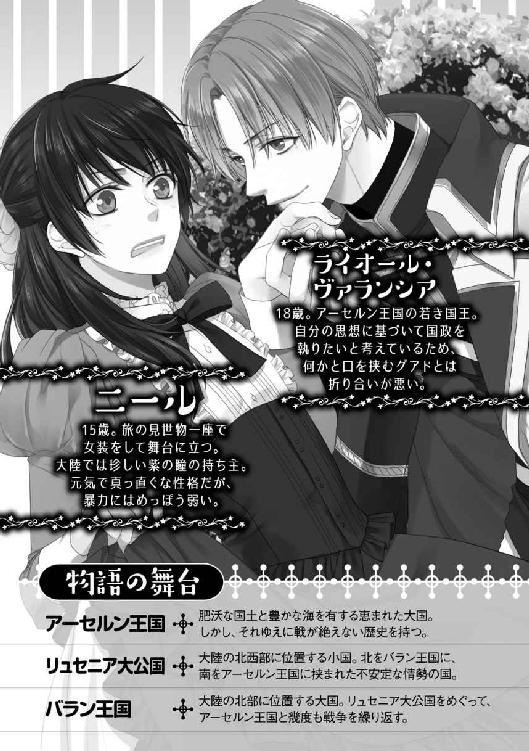 ライオール・
ヴァランシア
18歳。アーセルン王国の若き国王。
自分の思想に基づいて国政を
執りたいと考えているため、
何かと口を挟むグアドとは
折り合いが悪い。
ニール
15歳。旅の見世物一座で
女装をして舞台に立つ。
大陸では珍しい紫の瞳の持ち主。
元気で真っ直ぐな性格だが、
暴力にはめっぽう弱い。
物語の舞台
アーセルン王国
肥沃な国土と豊かな海を有する恵まれた大国。
しかし、それゆえに戦が絶えない歴史を持つ。
リュセニア大公国
大陸の北西部に位置する小国。北をバラン王国に、
南をアーセルン王国に挟まれた不安定な情勢の国。
バラン王国
大陸の北部に位置する大国。リュセニア大公国をめぐって、
アーセルン王国と幾度も戦争を繰り返す。